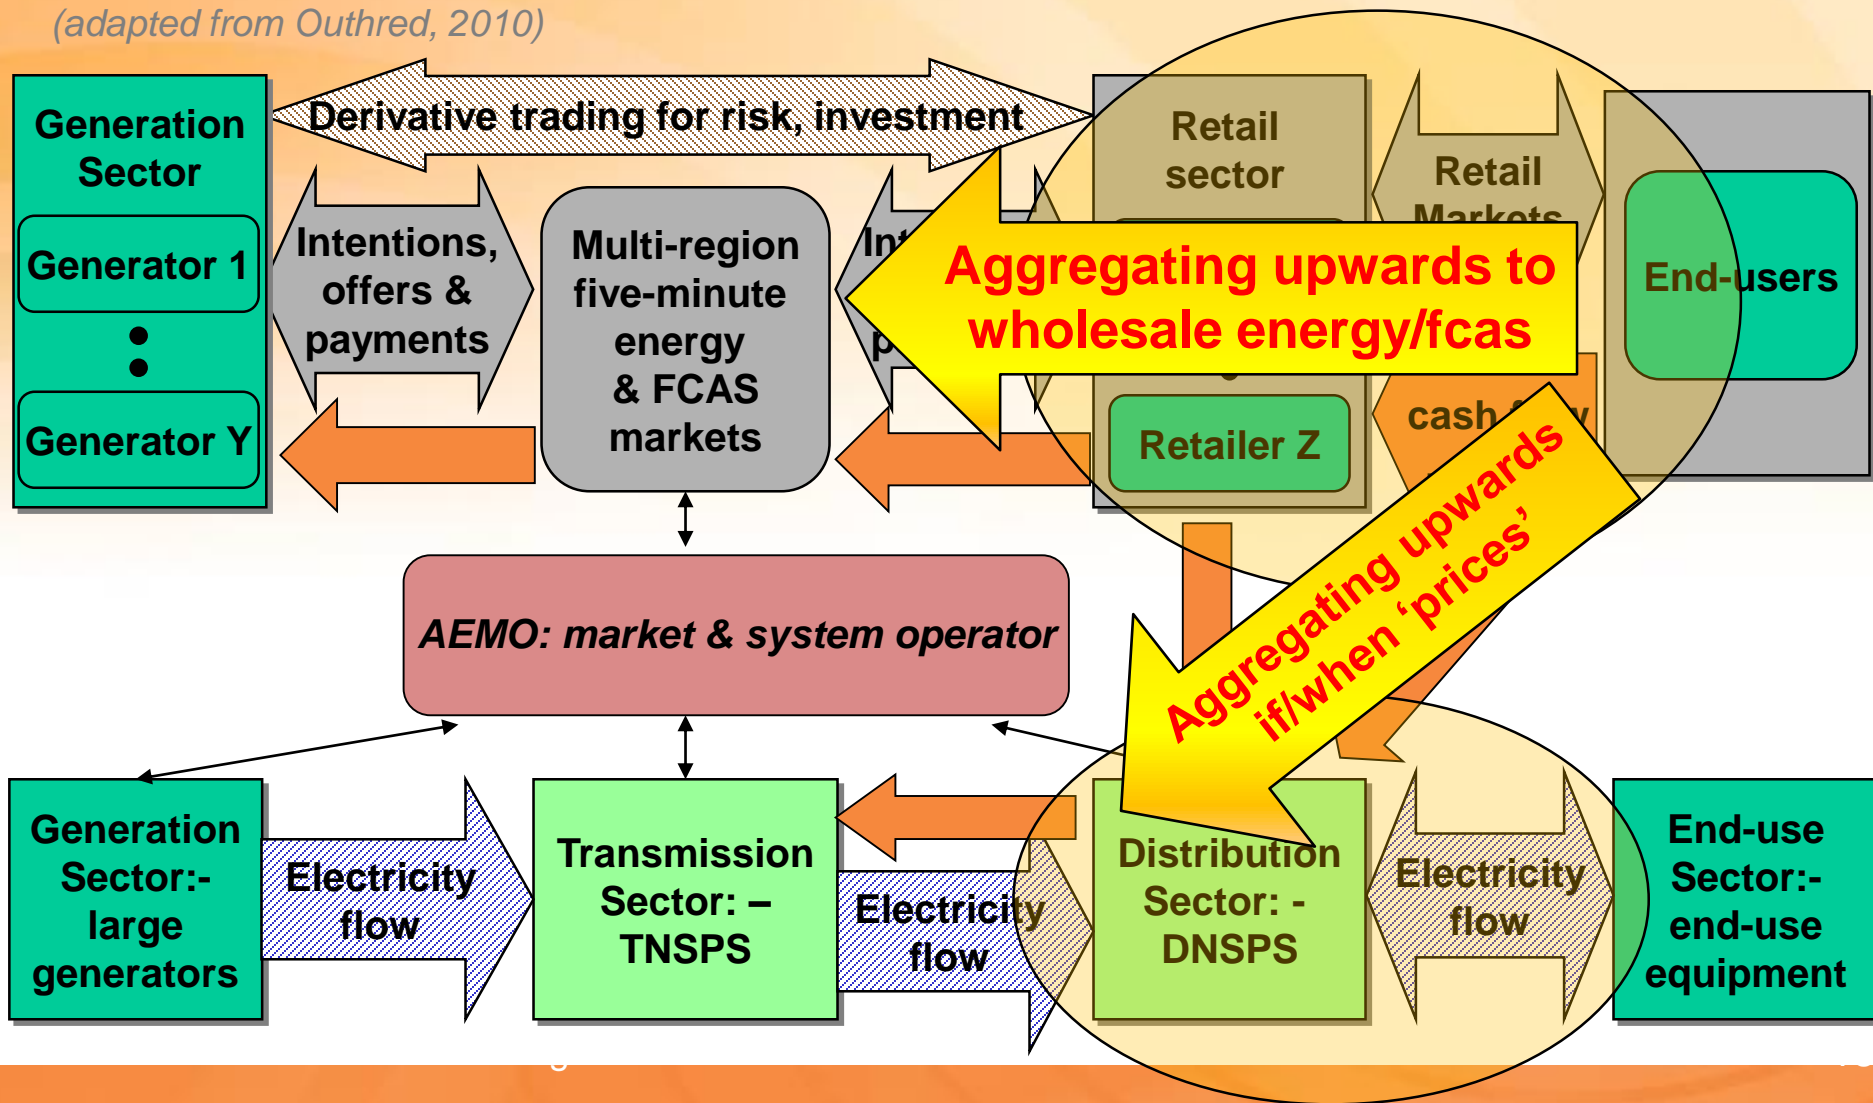 (adapted from Outhred, 2010)
Derivative trading for risk, investment
Generation
Sector
Generator 1
Generator Y
Intentions,
offers &
payments
Multi-region
five-minute
energy
& FCAS
markets
Retail
sector
Retailer Z
Retail
Markets
cash flow
End-users
Aggregating upwards to
wholesale energy/fcas
Aggregating upwards
if/when ‘prices’
AEMO: market & system operator
Generation
Sector:-
large
generators
Electricity
flow
Transmission
Sector: –
TNSPS
Electricity
flow
Distribution
Sector: -
DNSPS
Electricity
flow
End-use
Sector:-
end-use
equipment